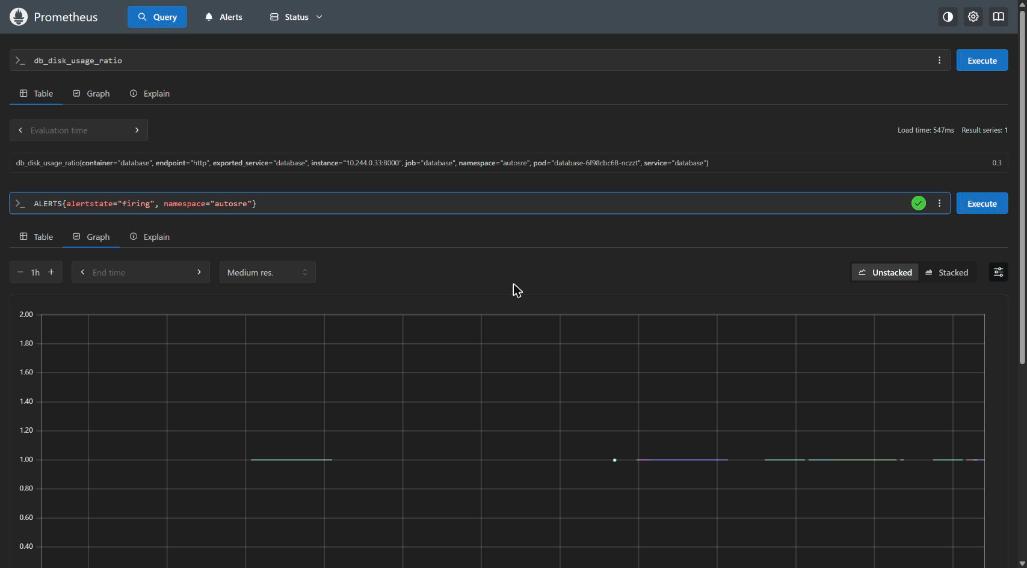 Prometheus Query Alerts Status
>_ db_disk_usage_ratio Execute
Table Graph Explain
Evaluation time Load time: 547ms Result series: 1
db_disk_usage_ratio{container="database", endpoint="http", exported_service="database", instance="10.244.0.33:8000", job="database", namespace="autosre", pod= service="database"} 0.3
>_ ALERTS{alertstate="firing", namespace="autosre"} Execute
Table Graph Explain
− 1h + End time Medium res. Unstacked Stacked
2.00
1.80
1.60
1.40
1.20
1.00
0.80
0.60
0.40